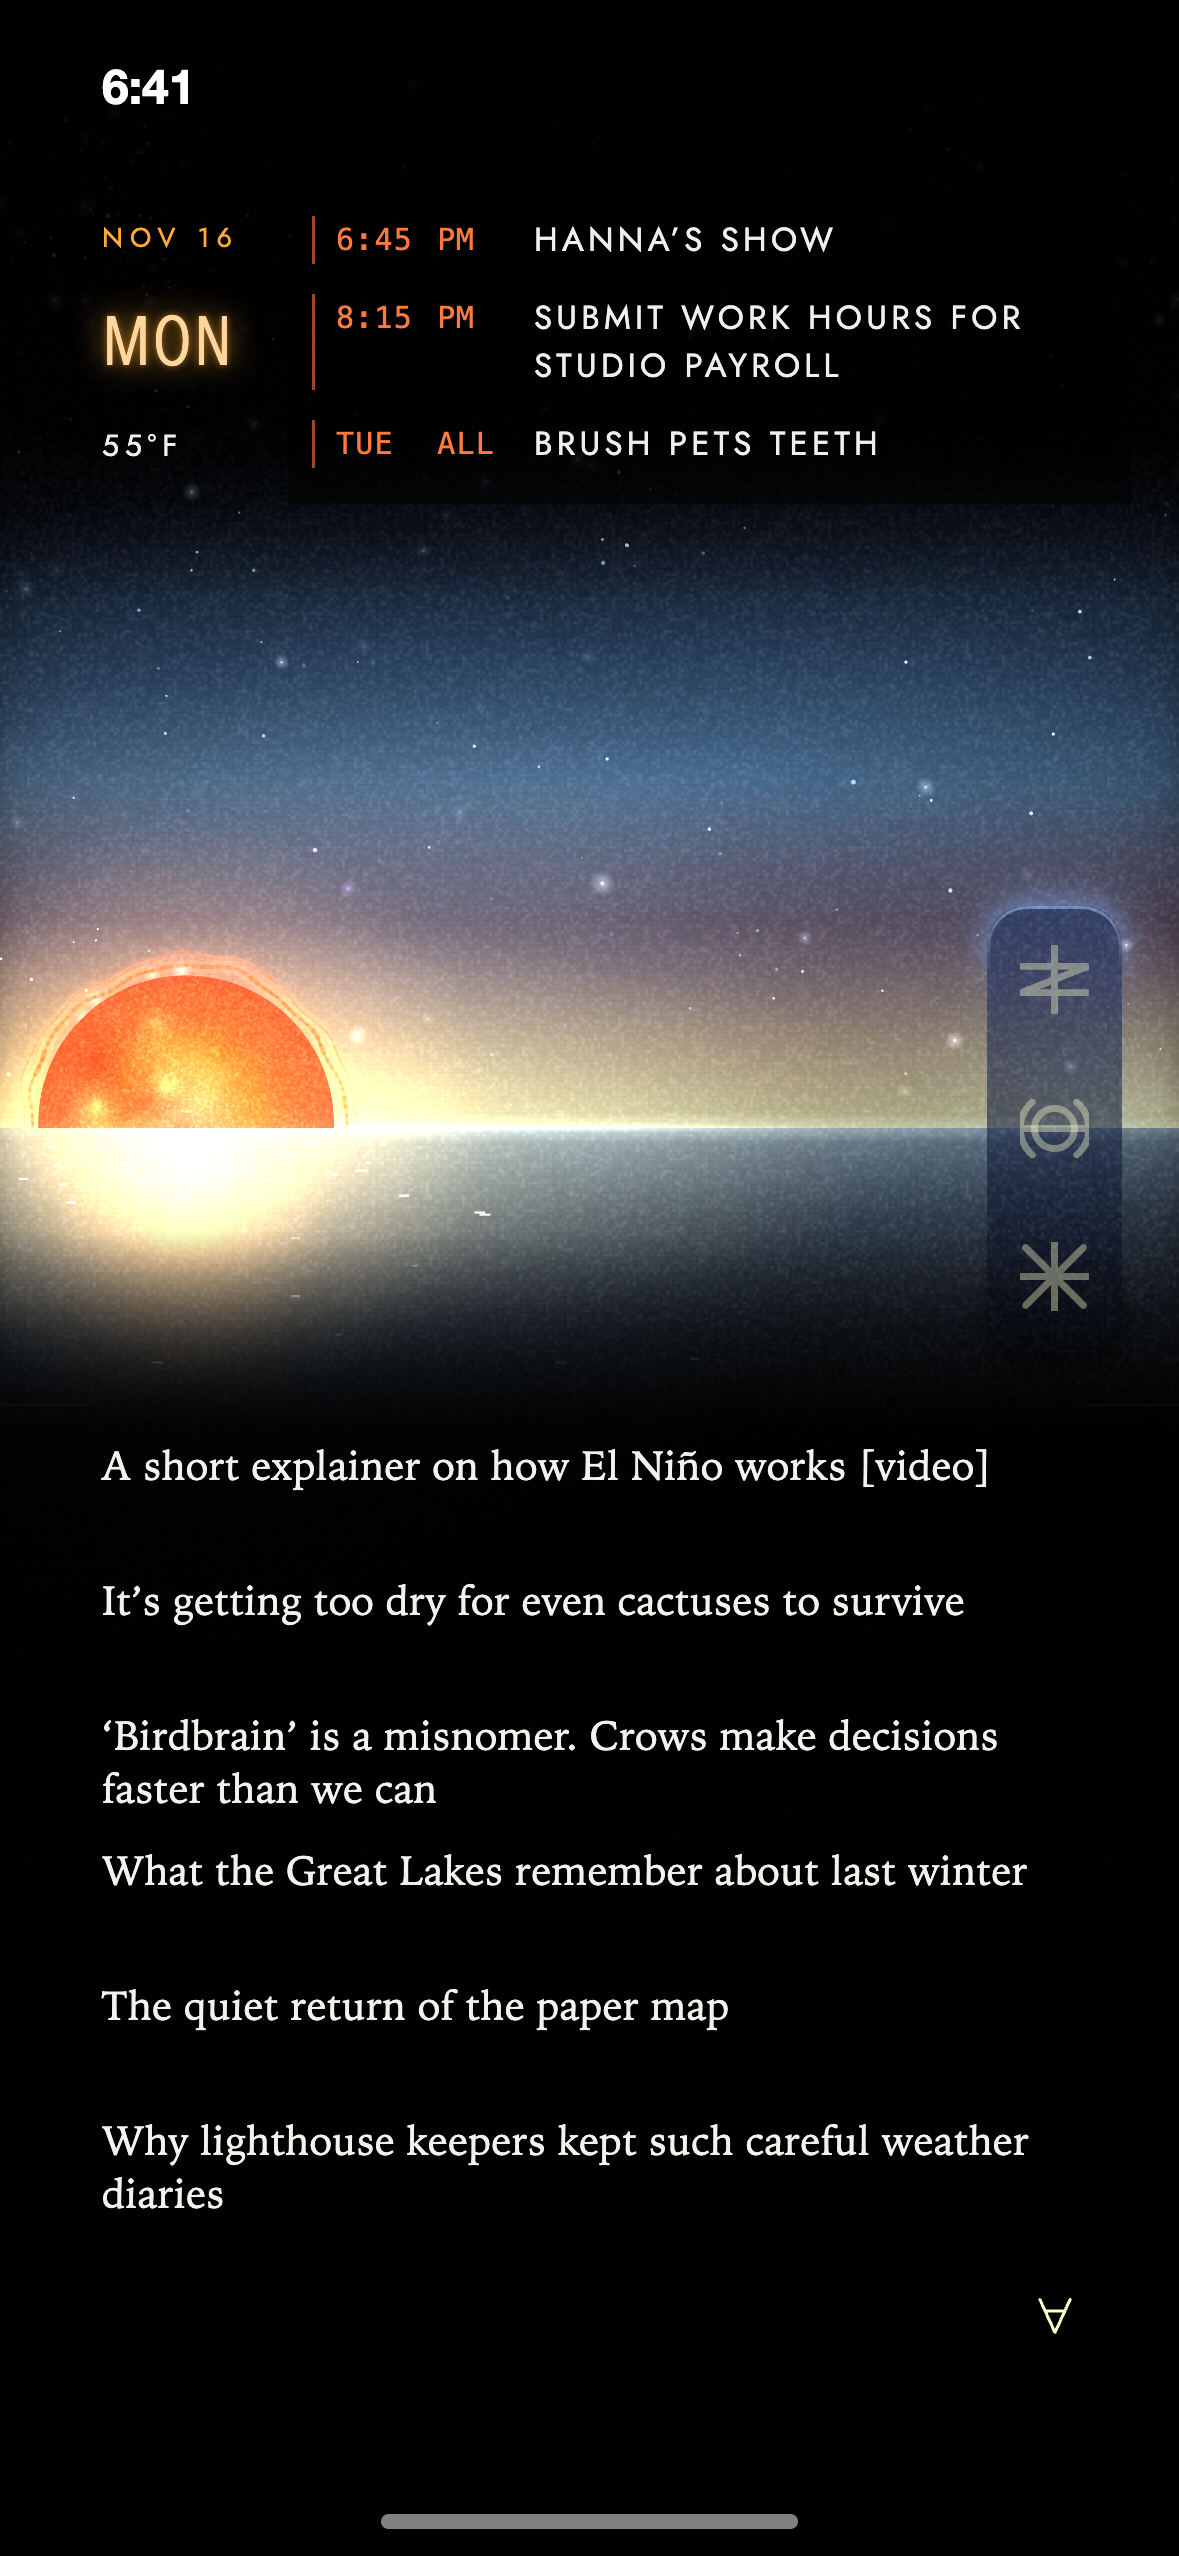 6:41
NOV 16
MON
55°F
6:45 PM HANNA’S SHOW
8:15 PM SUBMIT WORK HOURS FOR
STUDIO PAYROLL
TUE ALL BRUSH PETS TEETH
A short explainer on how El Niño works [video]
It’s getting too dry for even cactuses to survive
‘Birdbrain’ is a misnomer. Crows make decisions
faster than we can
What the Great Lakes remember about last winter
The quiet return of the paper map
Why lighthouse keepers kept such careful weather
diaries